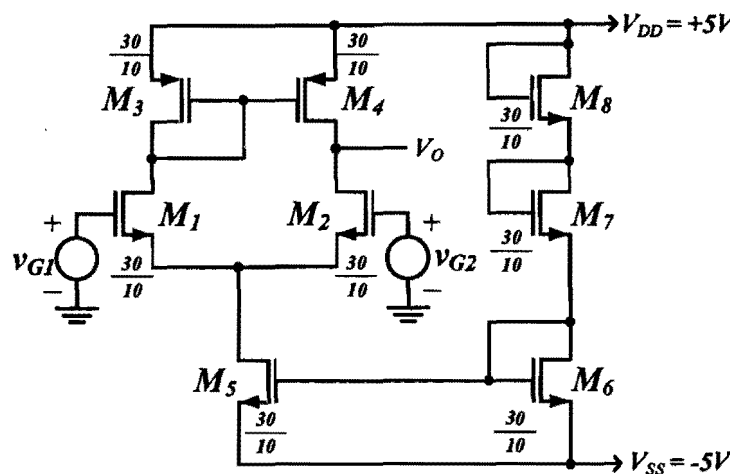 30/10
30/10
V_DD = +5V
M_3
M_4
M_8
30/10
V_O
M_1
M_2
M_7
+
+
v_G1
v_G2
30/10
−
30/10
30/10
−
M_5
M_6
30/10
30/10
V_SS = -5V